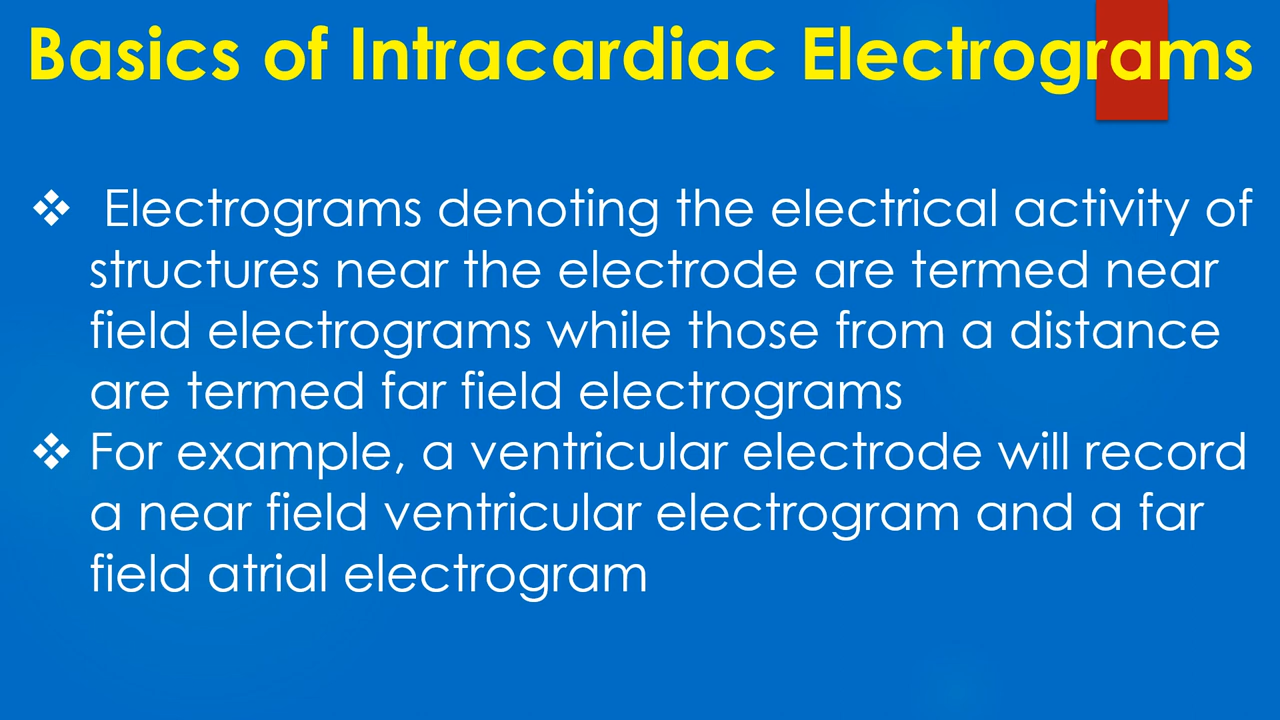 Basics of Intracardiac Electrograms
❖ Electrograms denoting the electrical activity of
structures near the electrode are termed near
field electrograms while those from a distance
are termed far field electrograms
❖ For example, a ventricular electrode will record
a near field ventricular electrogram and a far
field atrial electrogram